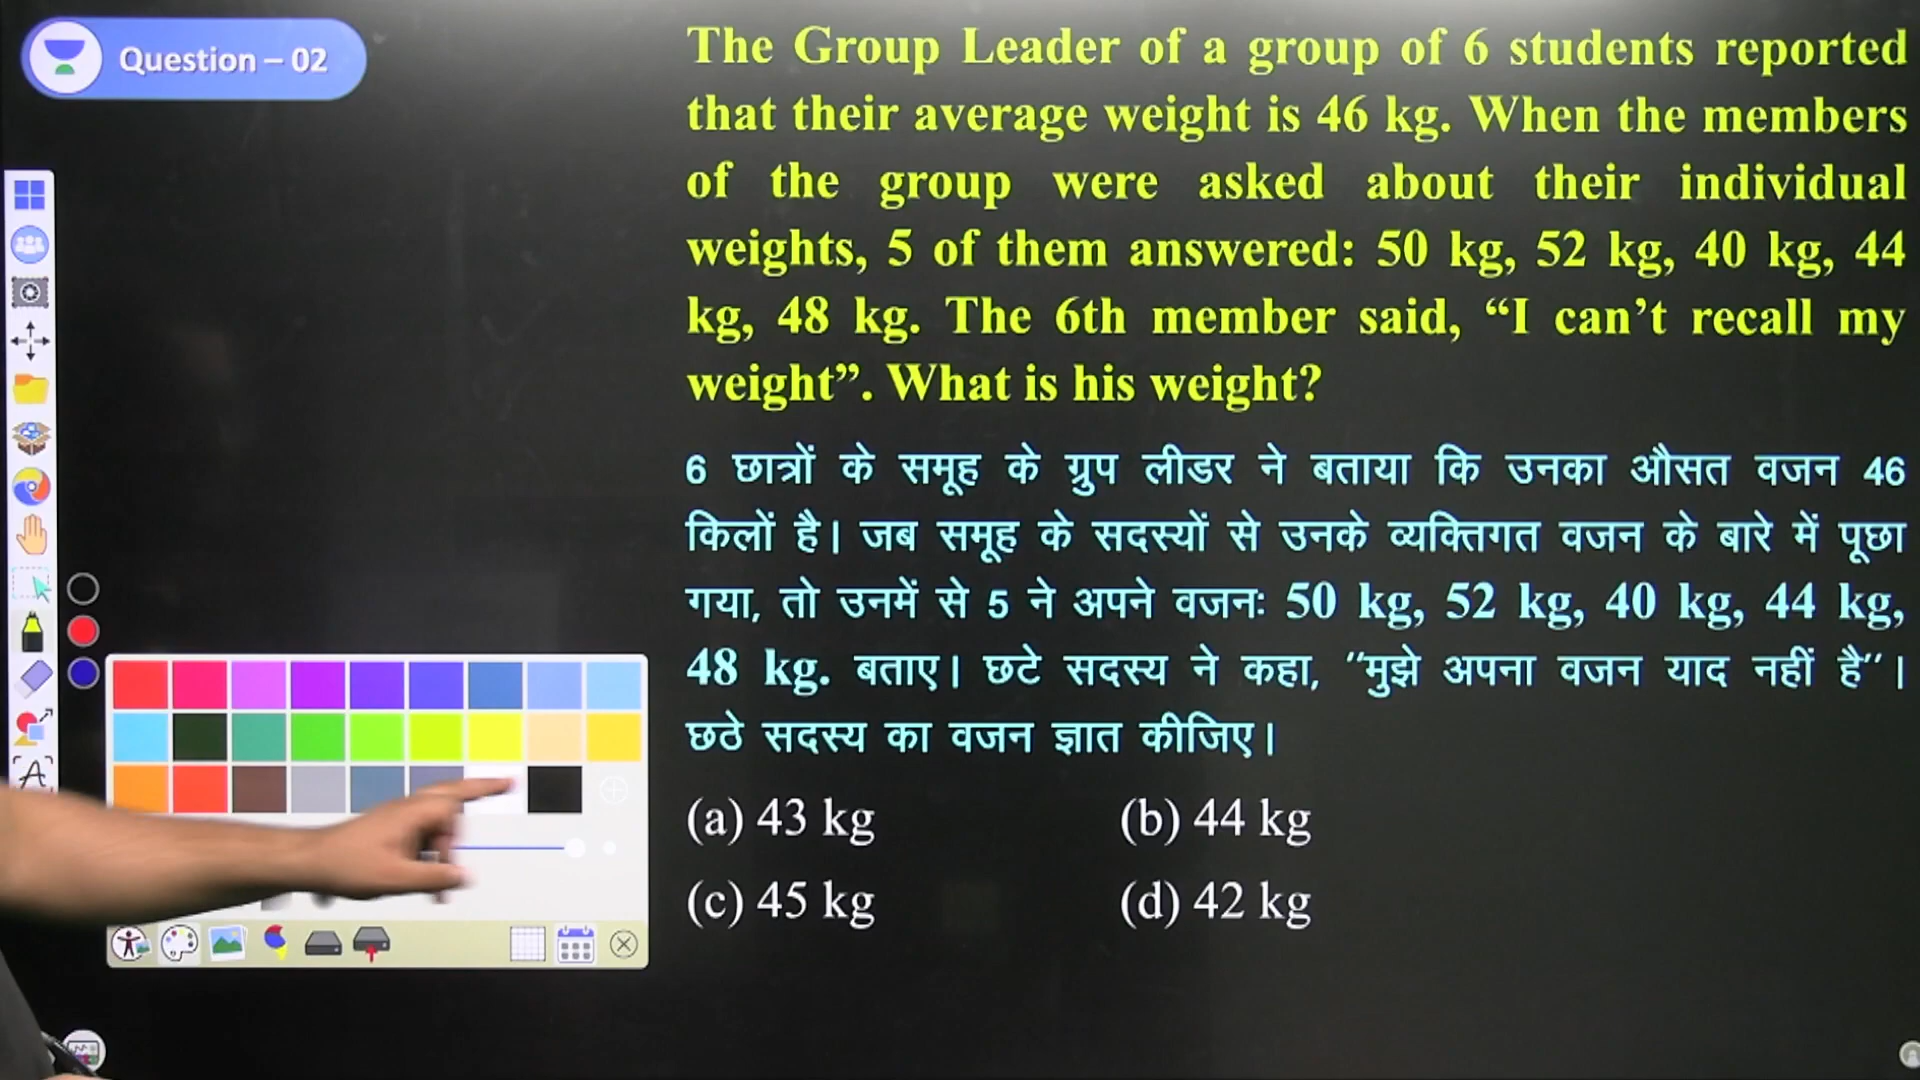 Question – 02
The Group Leader of a group of 6 students reported
that their average weight is 46 kg. When the members
of the group were asked about their individual
weights, 5 of them answered: 50 kg, 52 kg, 40 kg, 44
kg, 48 kg. The 6th member said, “I can’t recall my
weight”. What is his weight?
6 छात्रों के समूह के ग्रुप लीडर ने बताया कि उनका औसत वजन 46
किलों है। जब समूह के सदस्यों से उनके व्यक्तिगत वजन के बारे में पूछा
गया, तो उनमें से 5 ने अपने वजनः 50 kg, 52 kg, 40 kg, 44 kg,
48 kg. बताए। छटे सदस्य ने कहा, "मुझे अपना वजन याद नहीं है"।
छठे सदस्य का वजन ज्ञात कीजिए।
(a) 43 kg
(b) 44 kg
(c) 45 kg
(d) 42 kg